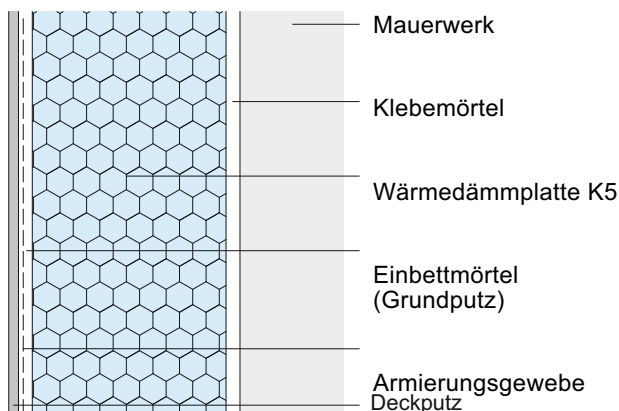 Mauerwerk
Klebemörtel
Wärmedämmplatte K5
Einbettmörtel
(Grundputz)
Armierungsgewebe
Deckputz